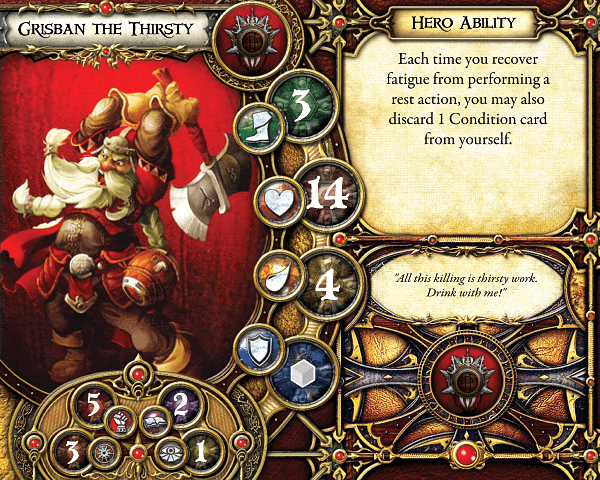 GRISBAN THE THIRSTY
3
14
4
5
2
3
1
HERO ABILITY
Each time you recover
fatigue from performing a
rest action, you may also
discard 1 Condition card
from yourself.
"All this killing is thirsty work.
Drink with me!"